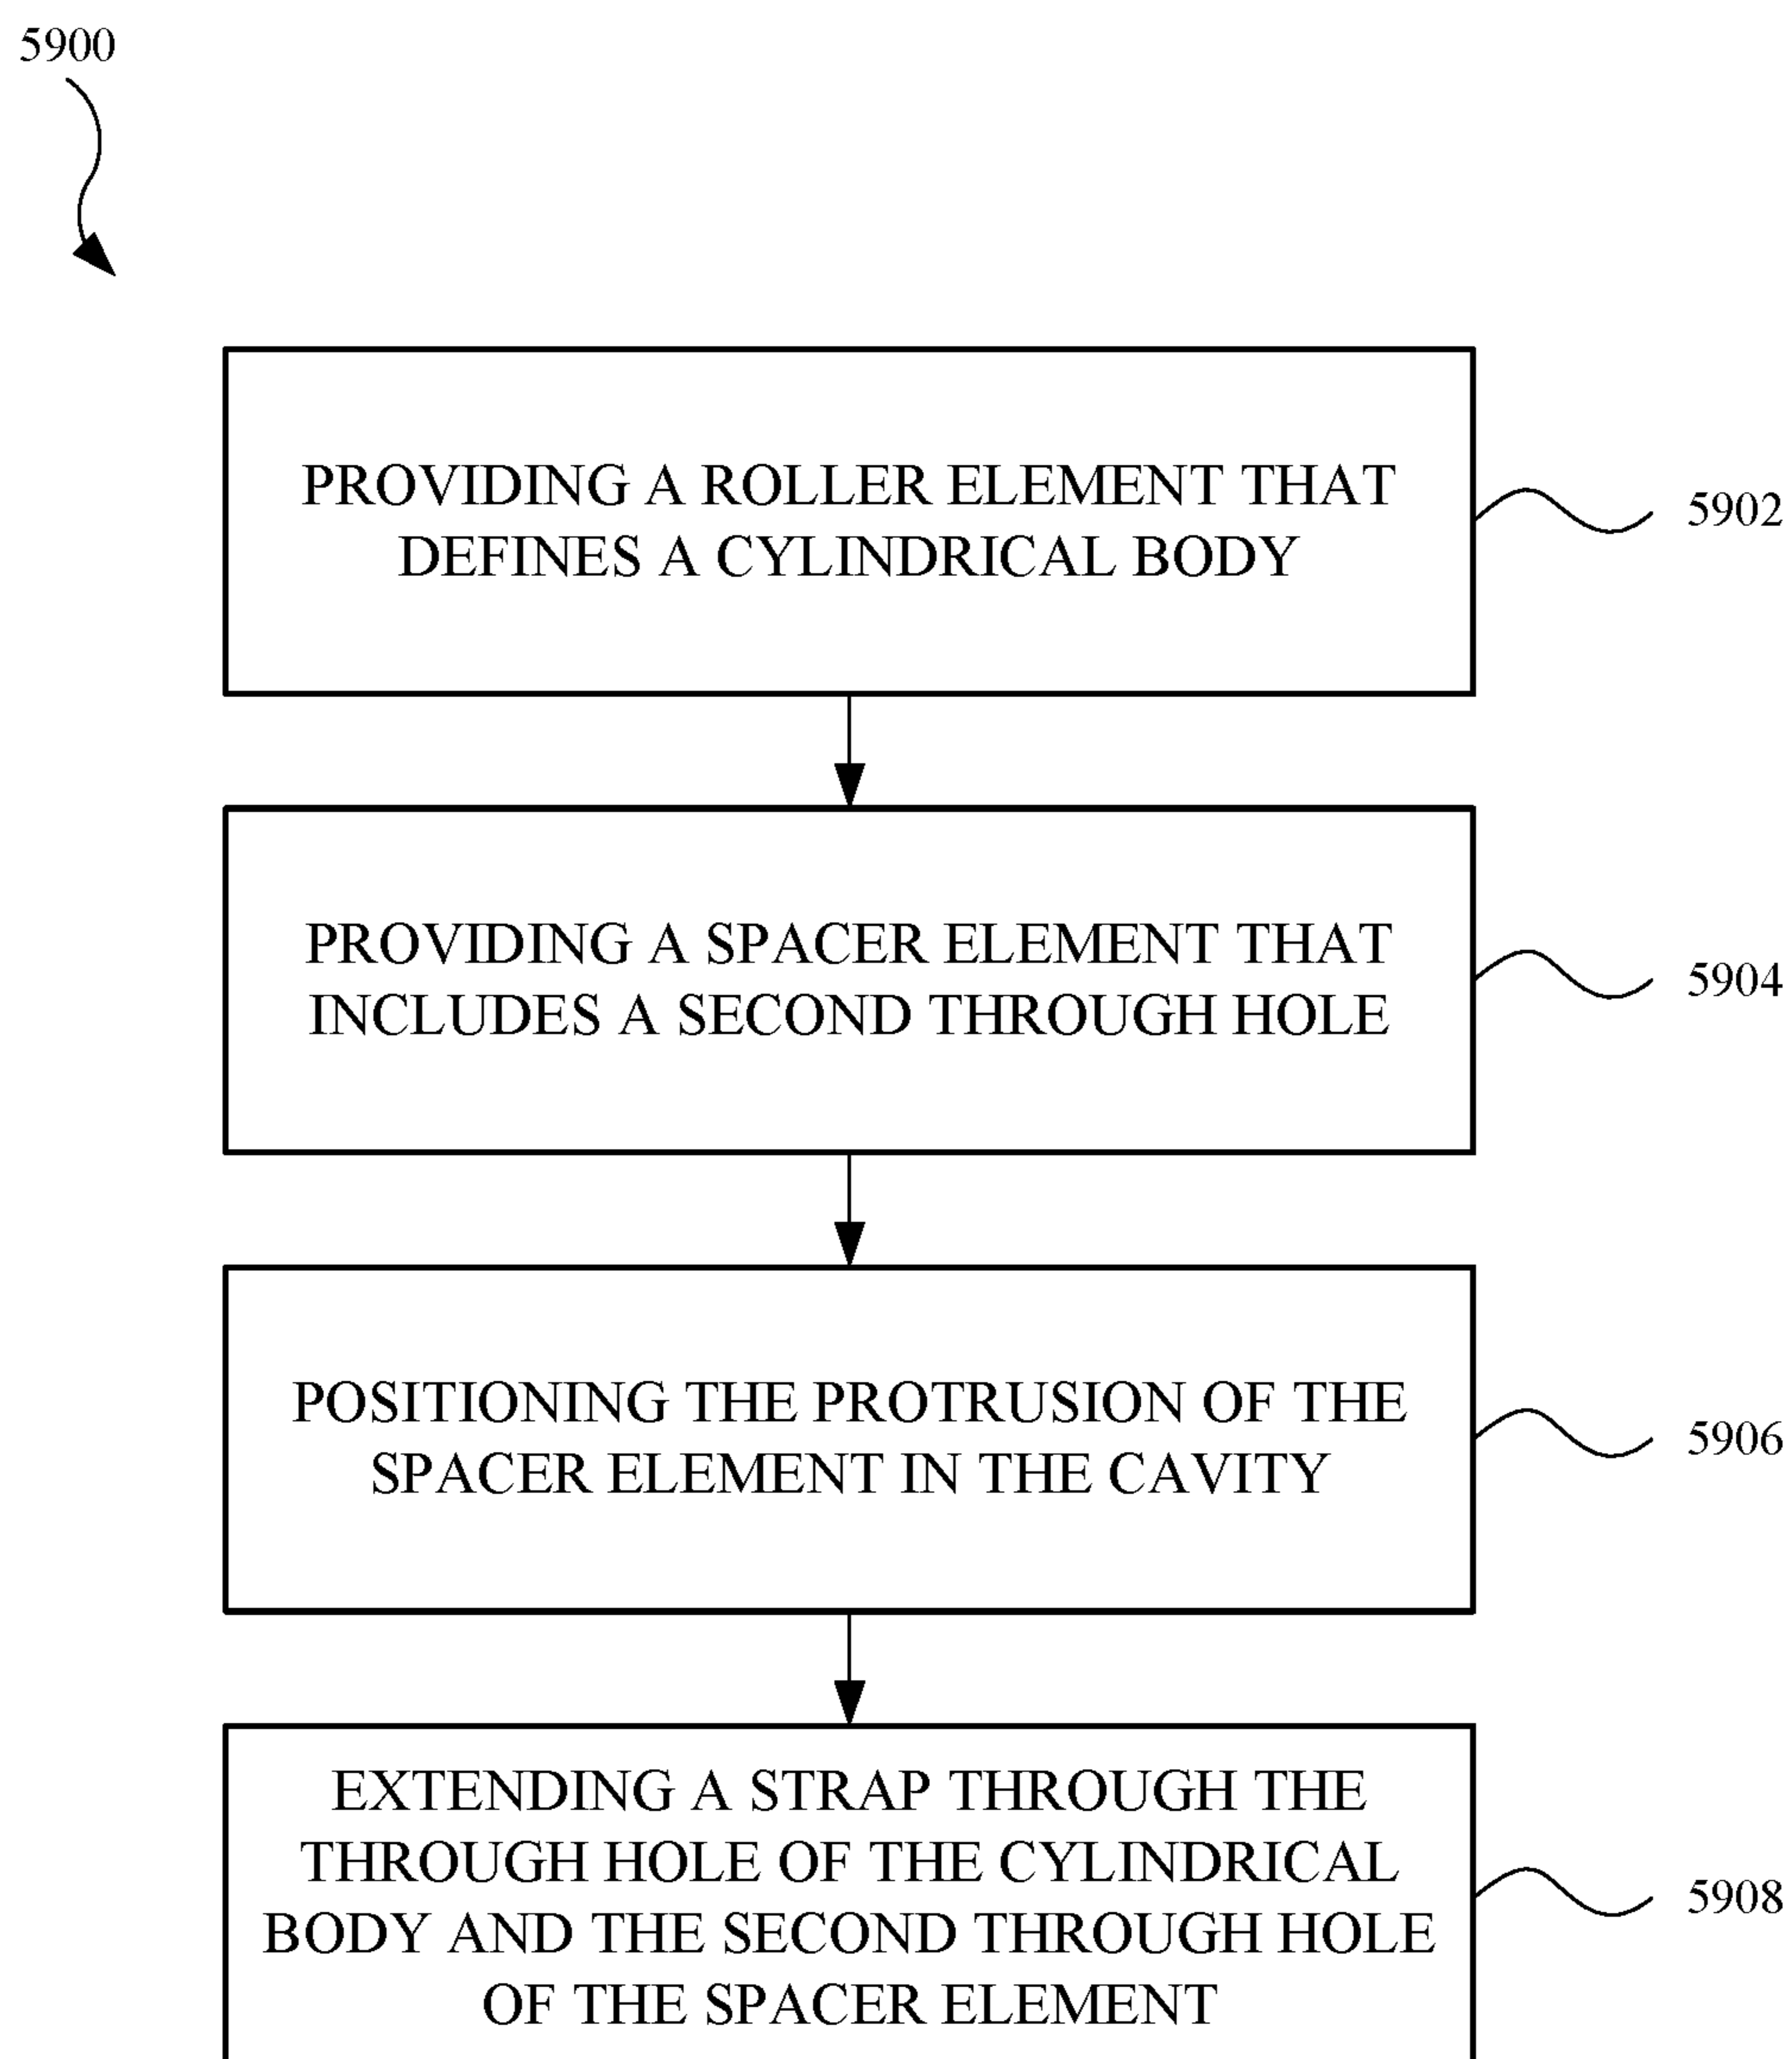 5900
PROVIDING A ROLLER ELEMENT THAT
DEFINES A CYLINDRICAL BODY
5902
PROVIDING A SPACER ELEMENT THAT
INCLUDES A SECOND THROUGH HOLE
5904
POSITIONING THE PROTRUSION OF THE
SPACER ELEMENT IN THE CAVITY
5906
EXTENDING A STRAP THROUGH THE
THROUGH HOLE OF THE CYLINDRICAL
BODY AND THE SECOND THROUGH HOLE
OF THE SPACER ELEMENT
5908